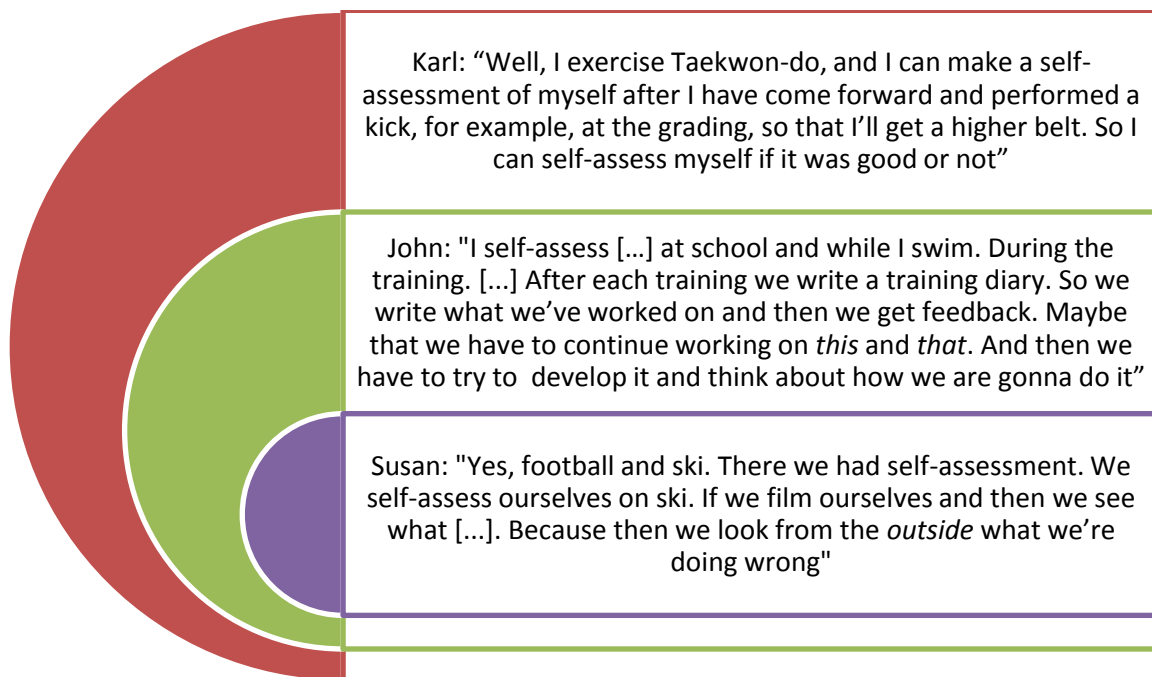 Karl: “Well, I exercise Taekwon-do, and I can make a self-
assessment of myself after I have come forward and performed a
kick, for example, at the grading, so that I’ll get a higher belt. So I
can self-assess myself if it was good or not”
John: "I self-assess […] at school and while I swim. During the
training. [...] After each training we write a training diary. So we
write what we’ve worked on and then we get feedback. Maybe
that we have to continue working on this and that. And then we
have to try to develop it and think about how we are gonna do it”
Susan: "Yes, football and ski. There we had self-assessment. We
self-assess ourselves on ski. If we film ourselves and then we see
what [...]. Because then we look from the outside what we’re
doing wrong"